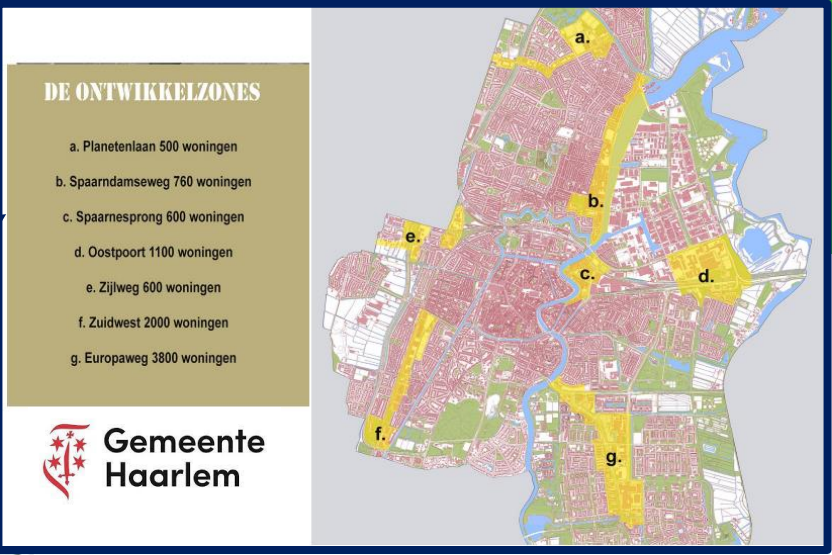 DE ONTWIKKELZONES
a. Planetenlaan 500 woningen
b. Spaarndamseweg 760 woningen
c. Spaarnesprong 600 woningen
d. Oostpoort 1100 woningen
e. Zijlweg 600 woningen
f. Zuidwest 2000 woningen
g. Europaweg 3800 woningen
Gemeente
Haarlem
a.
b.
e.
c.
d.
f.
g.